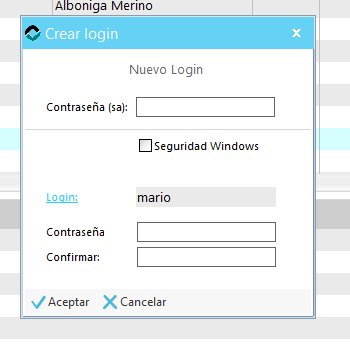 Alboniga Merino
Crear login
Nuevo Login
Contraseña (sa):
Seguridad Windows
Login:
mario
Contraseña
Confirmar:
Aceptar
Cancelar